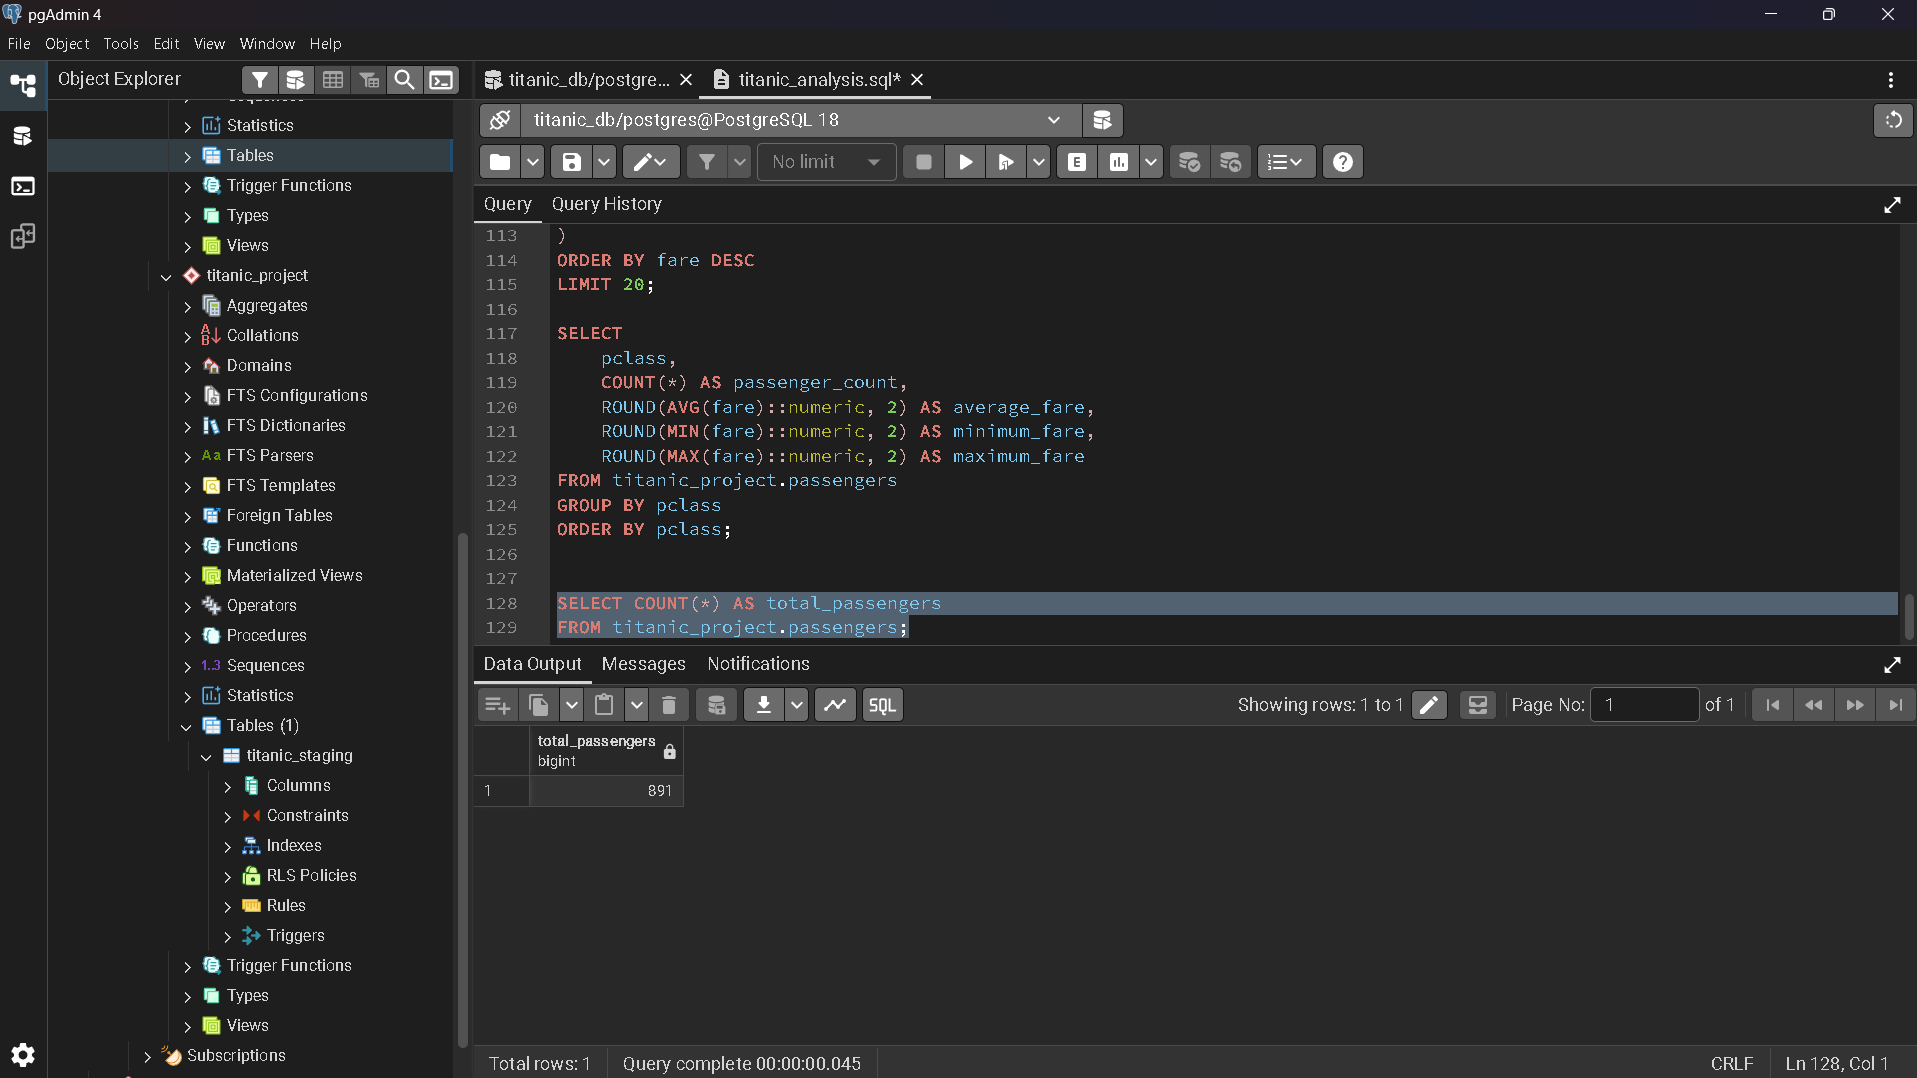 pgAdmin 4
File Object Tools Edit View Window Help
Object Explorer
titanic_db/postgre...
titanic_analysis.sql*
titanic_db/postgres@PostgreSQL 18
No limit
E
Query Query History
Statistics
Tables
Trigger Functions
Types
Views
titanic_project
Aggregates
Collations
Domains
FTS Configurations
FTS Dictionaries
Aa FTS Parsers
FTS Templates
Foreign Tables
Functions
Materialized Views
Operators
Procedures
1..3 Sequences
Statistics
Tables (1)
titanic_staging
Columns
Constraints
Indexes
RLS Policies
Rules
Triggers
Trigger Functions
Types
Views
Subscriptions
113 )
114 ORDER BY fare DESC
115 LIMIT 20;
116
117 SELECT
118 pclass,
119 COUNT(*) AS passenger_count,
120 ROUND(AVG(fare)::numeric, 2) AS average_fare,
121 ROUND(MIN(fare)::numeric, 2) AS minimum_fare,
122 ROUND(MAX(fare)::numeric, 2) AS maximum_fare
123 FROM titanic_project.passengers
124 GROUP BY pclass
125 ORDER BY pclass;
126
127
128 SELECT COUNT(*) AS total_passengers
129 FROM titanic_project.passengers;
Data Output Messages Notifications
SQL
Showing rows: 1 to 1
Page No: 1 of 1
total_passengers
bigint
1 891
Total rows: 1
Query complete 00:00:00.045
CRLF
Ln 128, Col 1